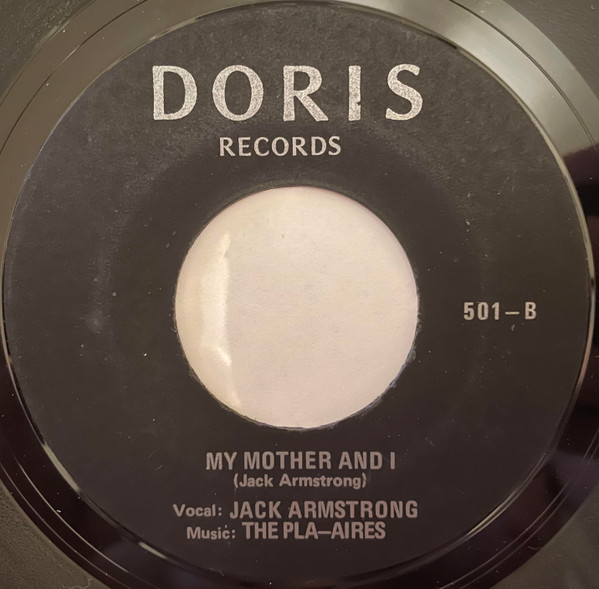 DORIS
RECORDS
501-B
MY MOTHER AND I
(Jack Armstrong)
Vocal: JACK ARMSTRONG
Music: THE PLA-AIRES